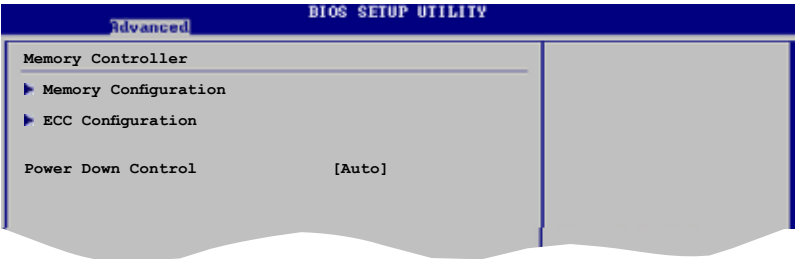 BIOS SETUP UTILITY
Advanced
Memory Controller
Memory Configuration
ECC Configuration
Power Down Control [Auto]